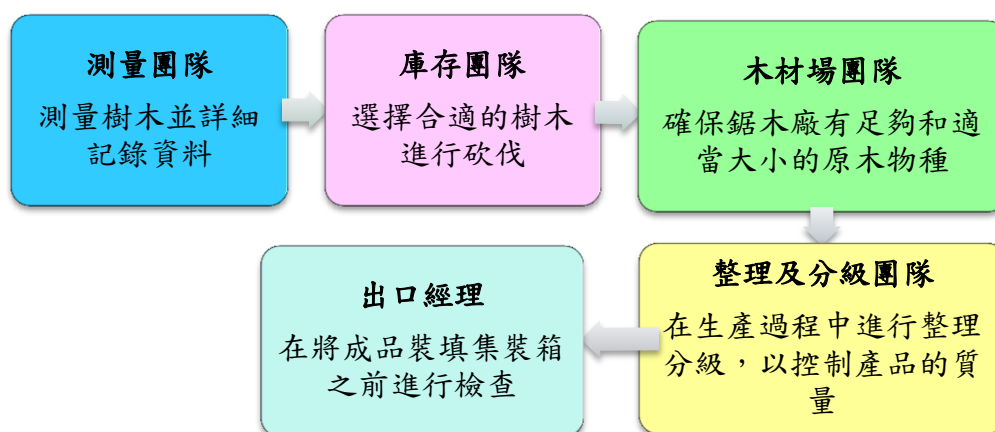 測量團隊
測量樹木並詳細
記錄資料
庫存團隊
選擇合適的樹木
進行砍伐
木材場團隊
確保鋸木廠有足夠和適
當大小的原木物種
整理及分級團隊
在生產過程中進行整理
分級，以控制產品的質
量
出口經理
在將成品裝填集裝箱
之前進行檢查